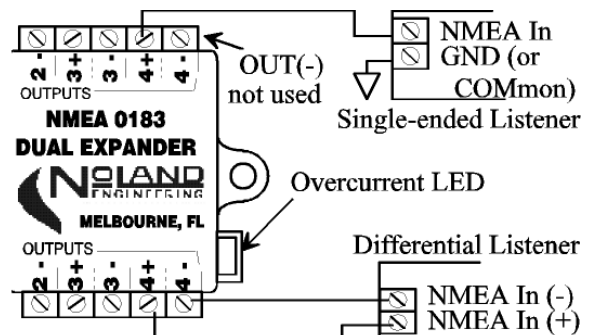 NMEA In
GND (or
COMmon)
OUT(-)
not used
Single-ended Listener
2- 3+ 3- 4+ 4-
OUTPUTS
NMEA 0183
DUAL EXPANDER
NOLAND
ENGINEERING
MELBOURNE, FL
Overcurrent LED
OUTPUTS
2- 3+ 3- 4+ 4-
Differential Listener
NMEA In (-)
NMEA In (+)